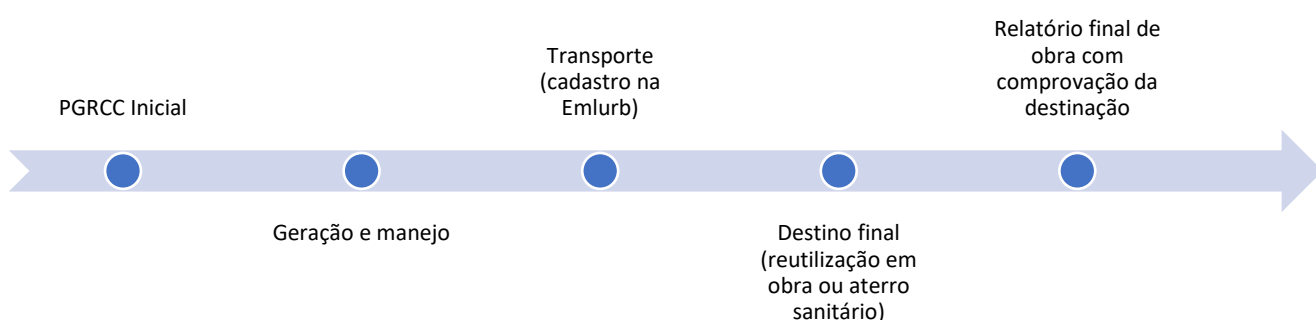 PGRCC Inicial
Geração e manejo
Transporte
(cadastro na
Emlurb)
Destino final
(reutilização em
obra ou aterro
sanitário)
Relatório final de
obra com
comprovação da
destinação